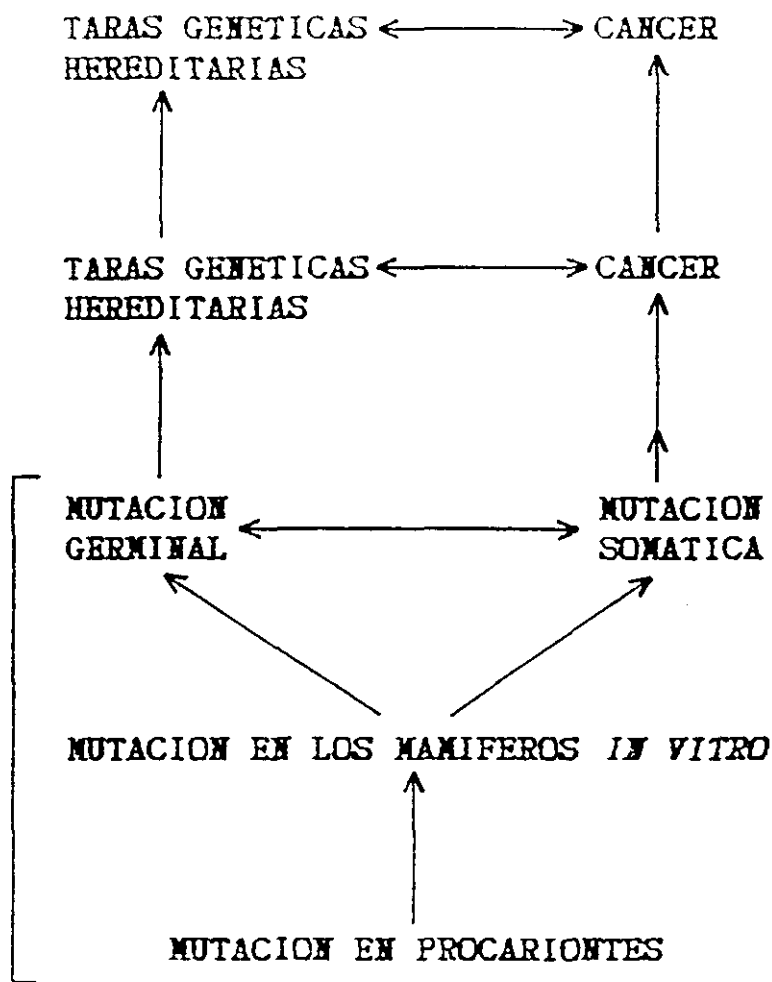 TARAS GENETICAS CANCER
HEREDITARIAS
TARAS GENETICAS CANCER
HEREDITARIAS
MUTACION MUTACION
GERMINAL SOMATICA
MUTACION EN LOS MAMIFEROS IN VITRO
MUTACION EN PROCARIONTES